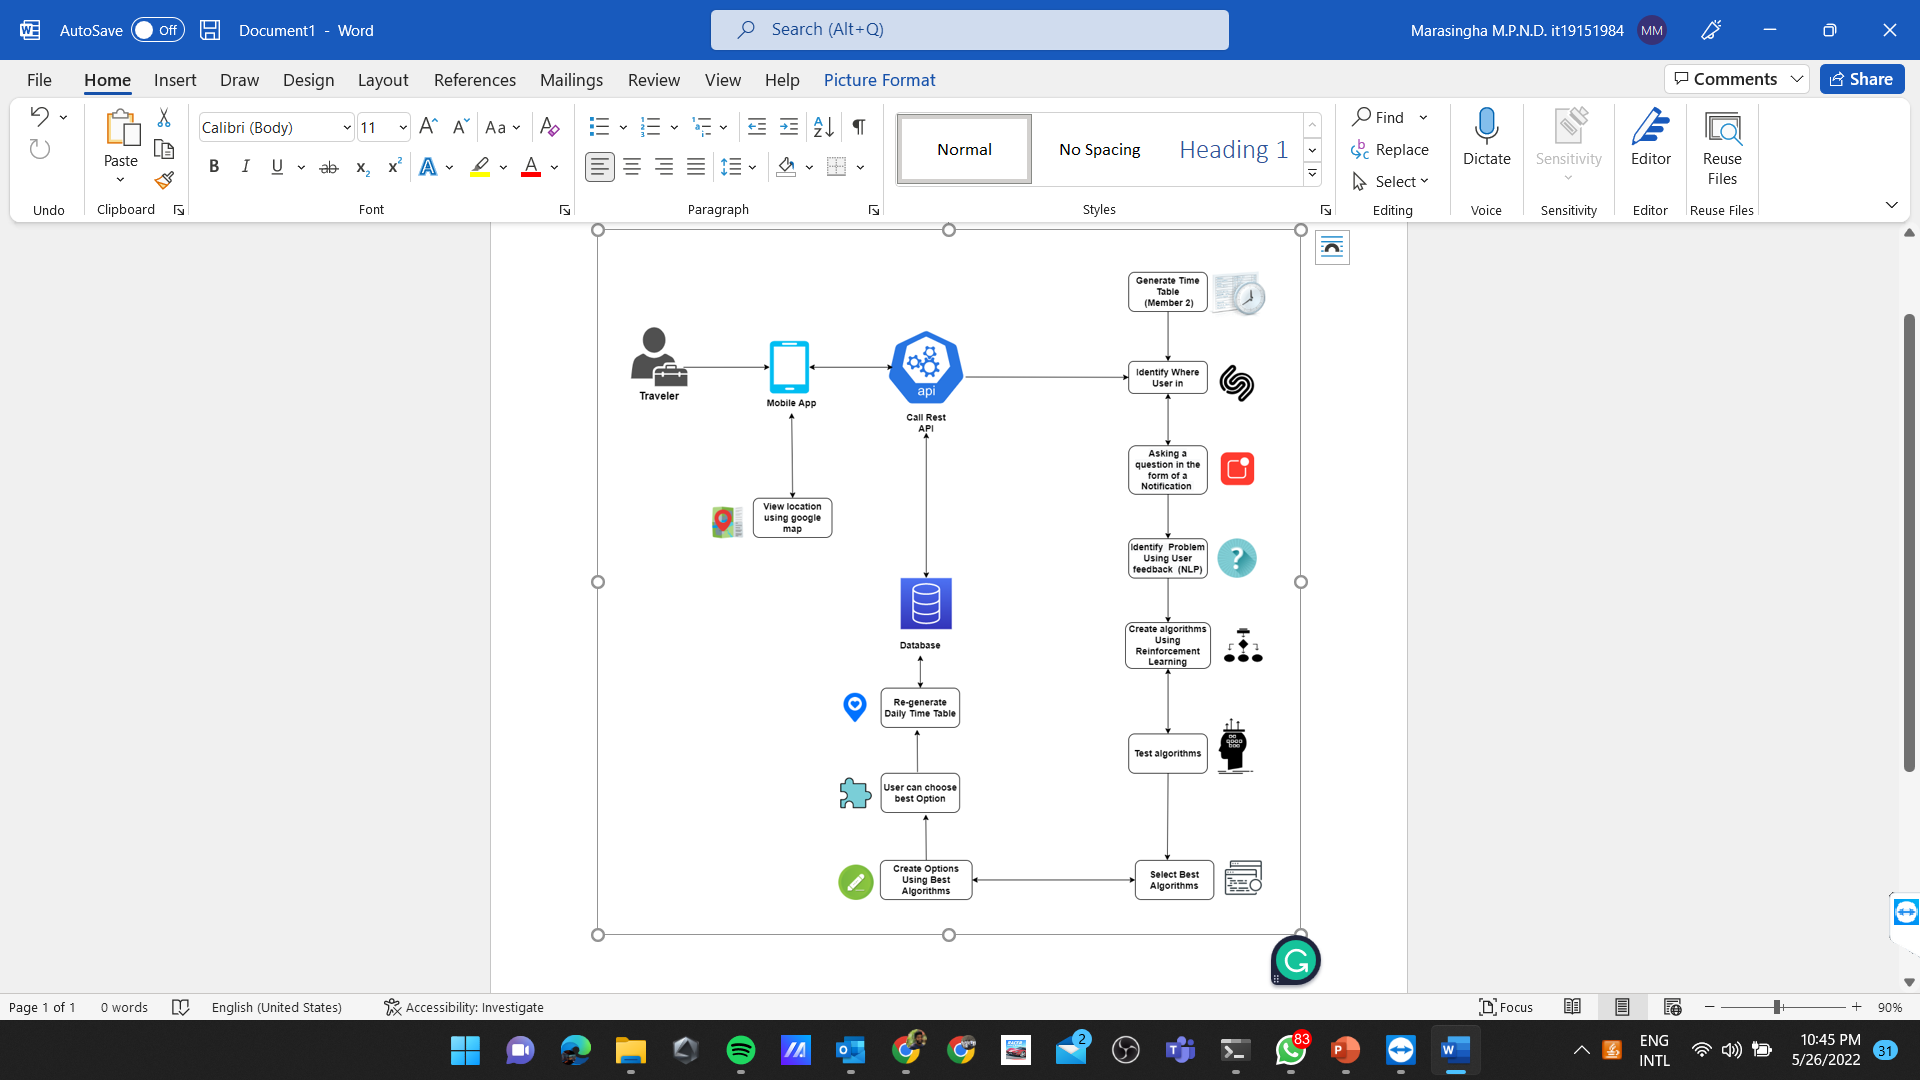 AutoSave Off Document1 - Word
Search (Alt+Q)
Marasingha M.P.N.D. it19151984 MM
File Home Insert Draw Design Layout References Mailings Review View Help Picture Format
Comments Share
Calibri (Body) 11 Aa
Paste
B I U ab x2 x2 A A
Normal No Spacing Heading 1
Find
Replace
Select
Dictate
Sensitivity
Editor
Reuse
Files
Undo Clipboard Font Paragraph Styles Editing Voice Sensitivity Editor Reuse Files
Generate Time
Table
(Member 2)
Traveler
Mobile App
api
Call Rest
API
Identify Where
User in
Asking a
question in the
form of a
Notification
View location
using google
map
Identify Problem
Using User
feedback (NLP)
?
Database
Create algorithms
Using
Reinforcement
Learning
Re-generate
Daily Time Table
Test algorithms
User can choose
best Option
Create Options
Using Best
Algorithms
Select Best
Algorithms
G
Page 1 of 1 0 words English (United States) Accessibility: Investigate
Focus 90%
2
83
ENG
INTL
10:45 PM
5/26/2022
31